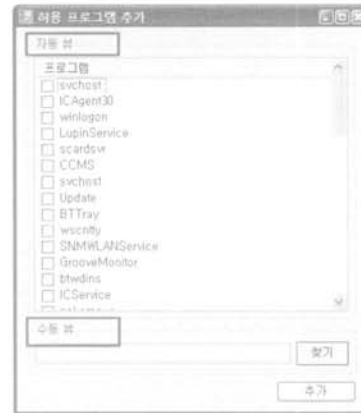 허용 프로그램 추가
자동 뷰
프로그램
svchost
ICAgent30
winlogon
LupinService
scardsvr
CCMS
svchost
Update
BTTray
wscntfy
SNMWLANService
GrooveMonitor
btwdins
ICService
수동 뷰
찾기
추가